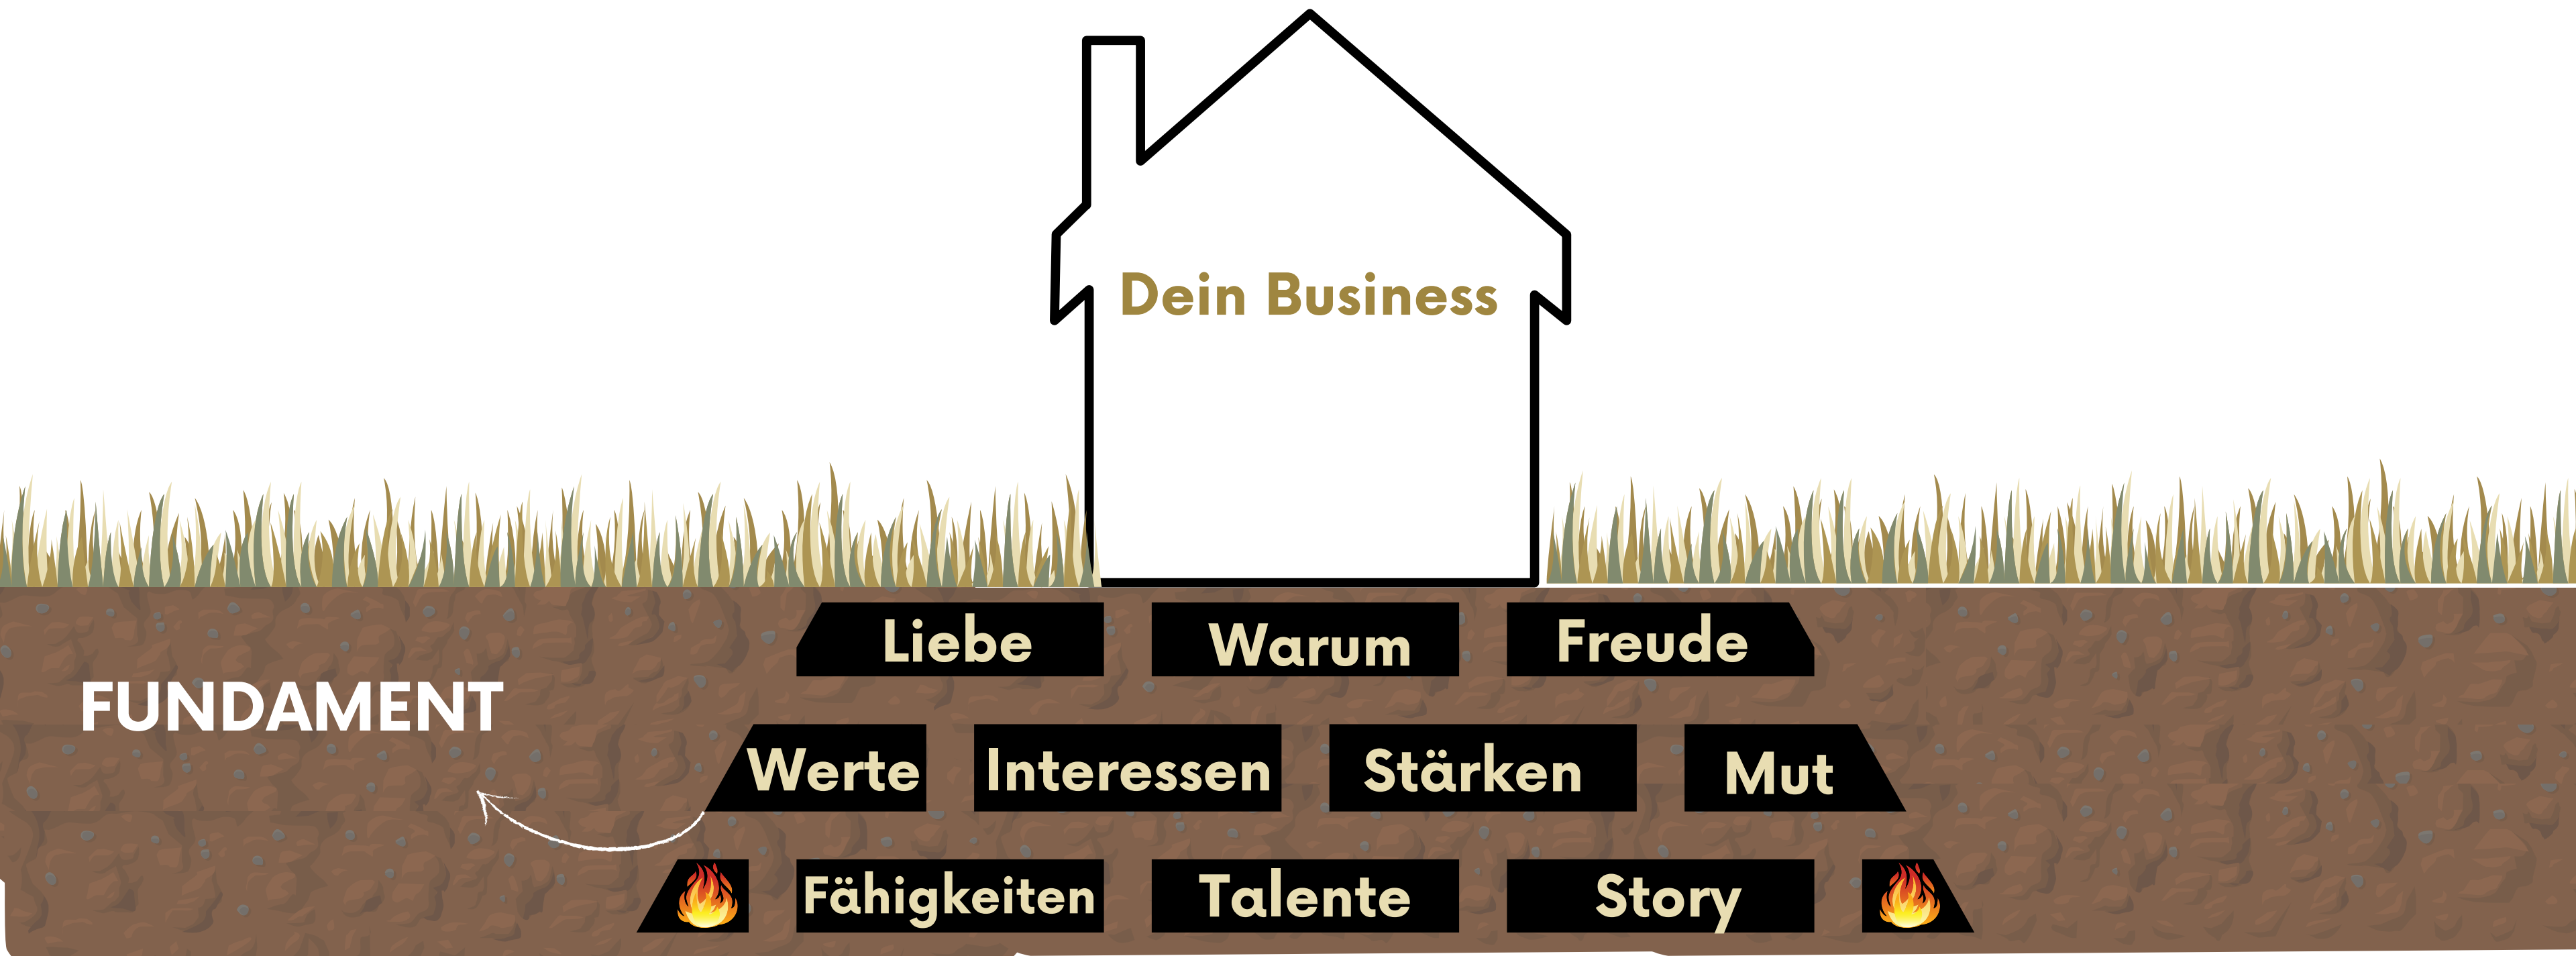 Dein Business
Liebe Warum Freude
FUNDAMENT
Werte Interessen Stärken Mut
Fähigkeiten Talente Story